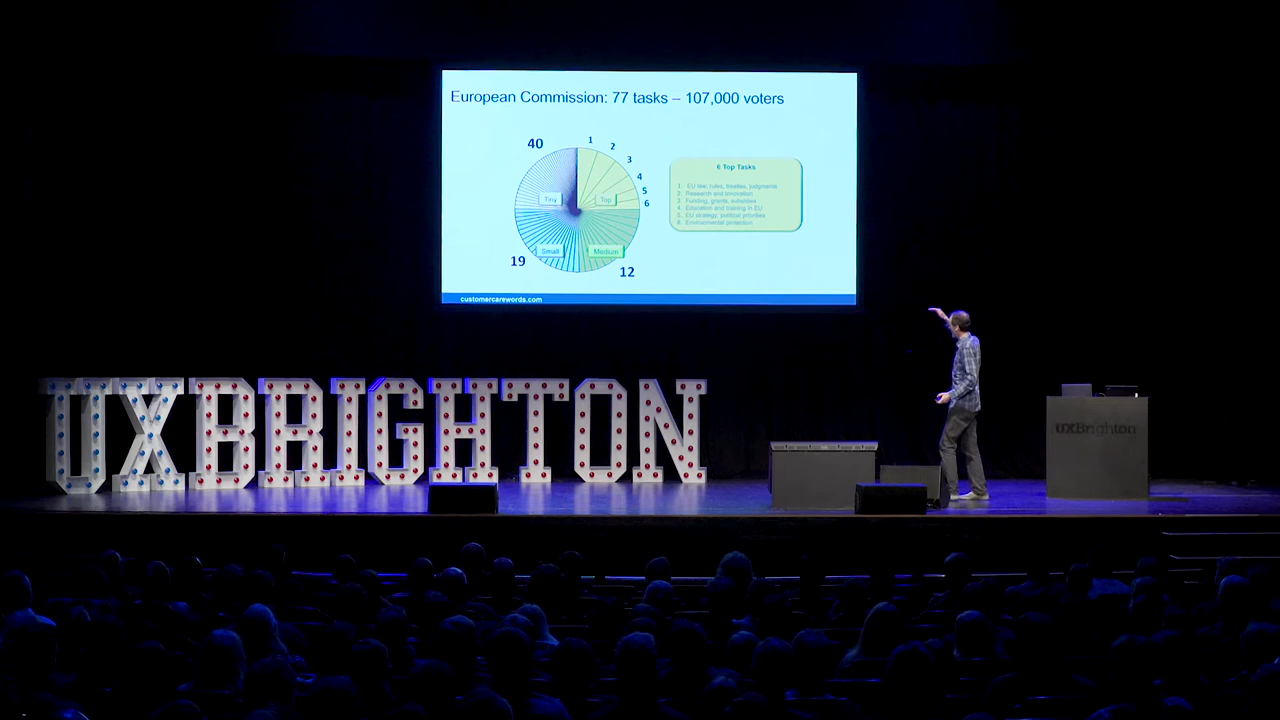 European Commission: 77 tasks – 107,000 voters
40
1
2
3
4
5
6
Tiny
Top
Small
Medium
19
12
6 Top Tasks
1. EU law, rules, treaties, judgments
2. Research and innovation
3. Funding, grants, subsidies
4. Education and training in EU
5. EU strategy, political priorities
6. Environmental protection
customercarewords.com
UXBRIGHTON
UXBrighton